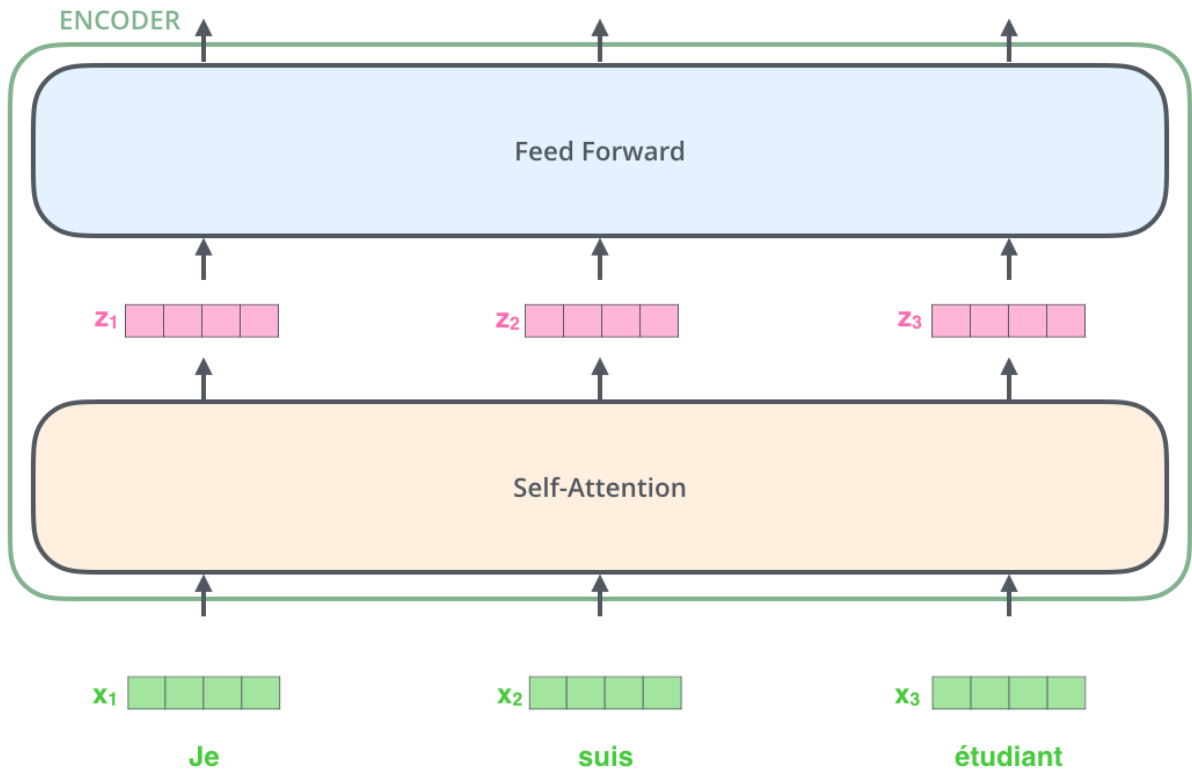 ENCODER
Feed Forward
z₁ z₂ z₃
Self-Attention
x₁ x₂ x₃
Je suis étudiant